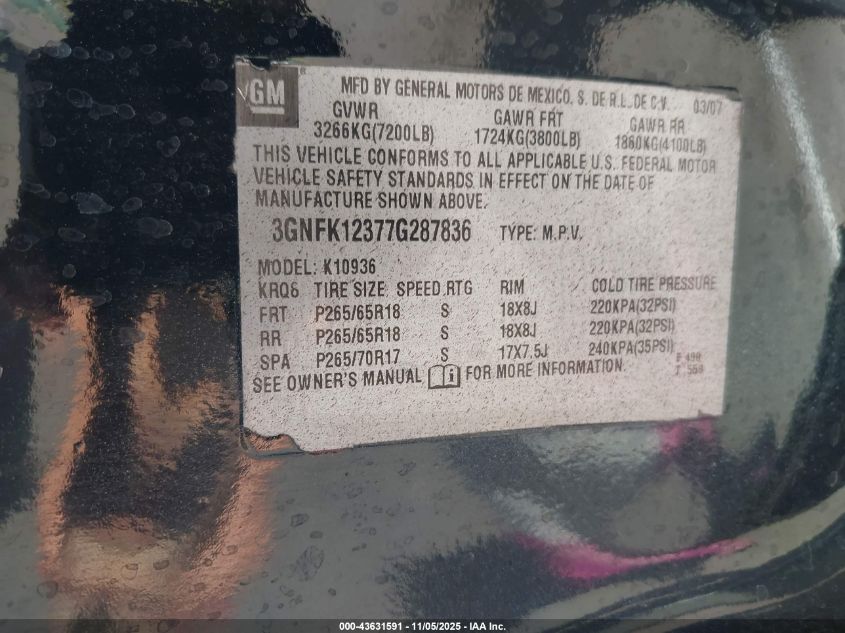 GM
MFD BY GENERAL MOTORS DE MEXICO, S. DE R.L. DE C.V. 03/07
GVWR GAWR FRT GAWR RR
3266KG(7200LB) 1724KG(3800LB) 1860KG(4100LB)
THIS VEHICLE CONFORMS TO ALL APPLICABLE U.S. FEDERAL MOTOR
VEHICLE SAFETY STANDARDS IN EFFECT ON THE DATE OF
MANUFACTURE SHOWN ABOVE.
3GNFK12377G287836 TYPE: M.P.V.
MODEL: K10936
KRQ6 TIRE SIZE SPEED RTG RIM COLD TIRE PRESSURE
FRT P265/65R18 S 18X8J 220KPA(32PSI)
RR P265/65R18 S 18X8J 220KPA(32PSI)
SPA P265/70R17 S 17X7.5J 240KPA(35PSI)
SEE OWNER'S MANUAL FOR MORE INFORMATION.
000-43631591 - 11/05/2025 - IAA Inc.